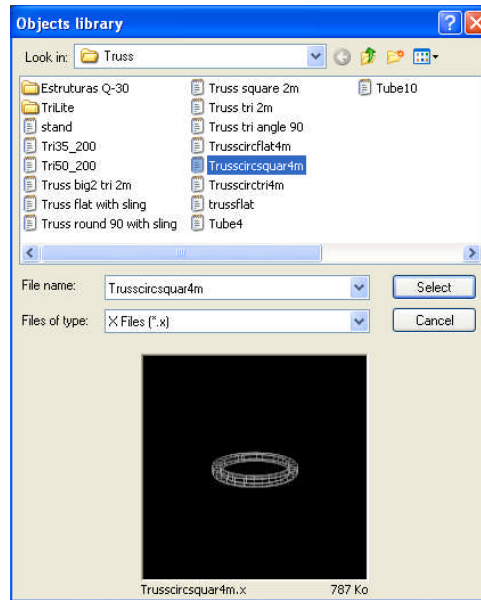 Objects library
Look in: Truss
Estruturas Q-30
TriLite
stand
Tri35_200
Tri50_200
Truss big2 tri 2m
Truss flat with sling
Truss round 90 with sling
Truss square 2m
Truss tri 2m
Truss tri angle 90
Trusscircflat4m
Trusscircsquar4m
Trusscirctri4m
trussflat
Tube4
Tube10
File name: Trusscircsquar4m Select
Files of type: X Files (*.x) Cancel
Trusscircsquar4m.x 787 Ko